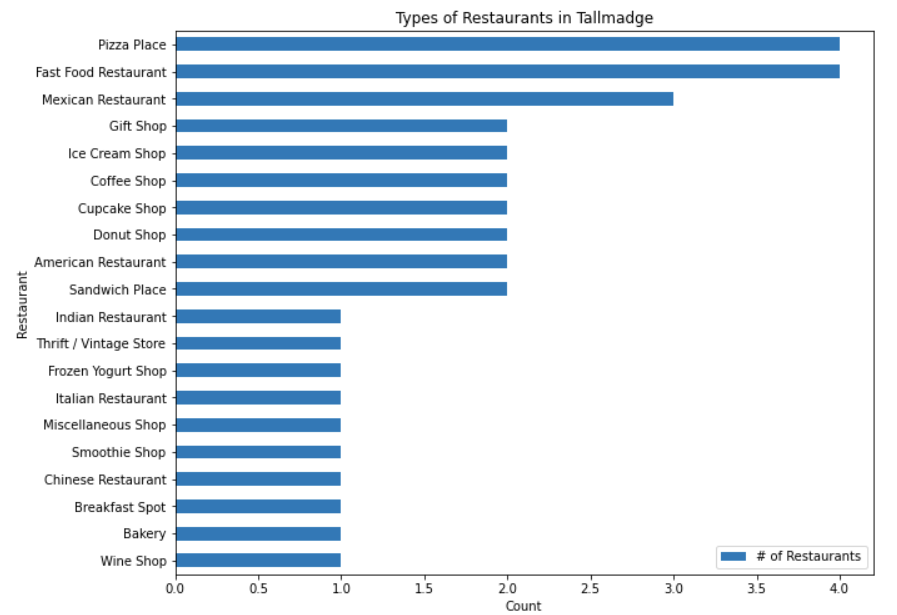 Types of Restaurants in Tallmadge
Restaurant
Pizza Place
Fast Food Restaurant
Mexican Restaurant
Gift Shop
Ice Cream Shop
Coffee Shop
Cupcake Shop
Donut Shop
American Restaurant
Sandwich Place
Indian Restaurant
Thrift / Vintage Store
Frozen Yogurt Shop
Italian Restaurant
Miscellaneous Shop
Smoothie Shop
Chinese Restaurant
Breakfast Spot
Bakery
Wine Shop
# of Restaurants
0.0 0.5 1.0 1.5 2.0 2.5 3.0 3.5 4.0
Count